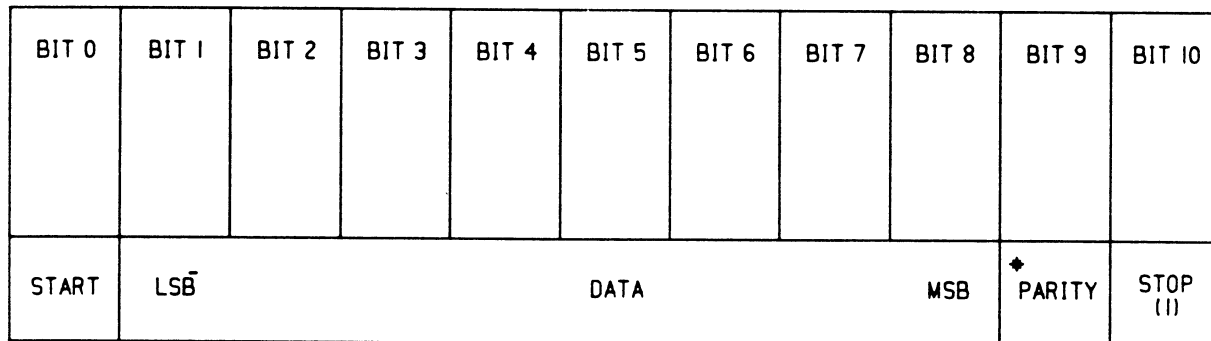 BIT 0 BIT 1 BIT 2 BIT 3 BIT 4 BIT 5 BIT 6 BIT 7 BIT 8 BIT 9 BIT 10
START LSB DATA MSB * PARITY STOP
(1)